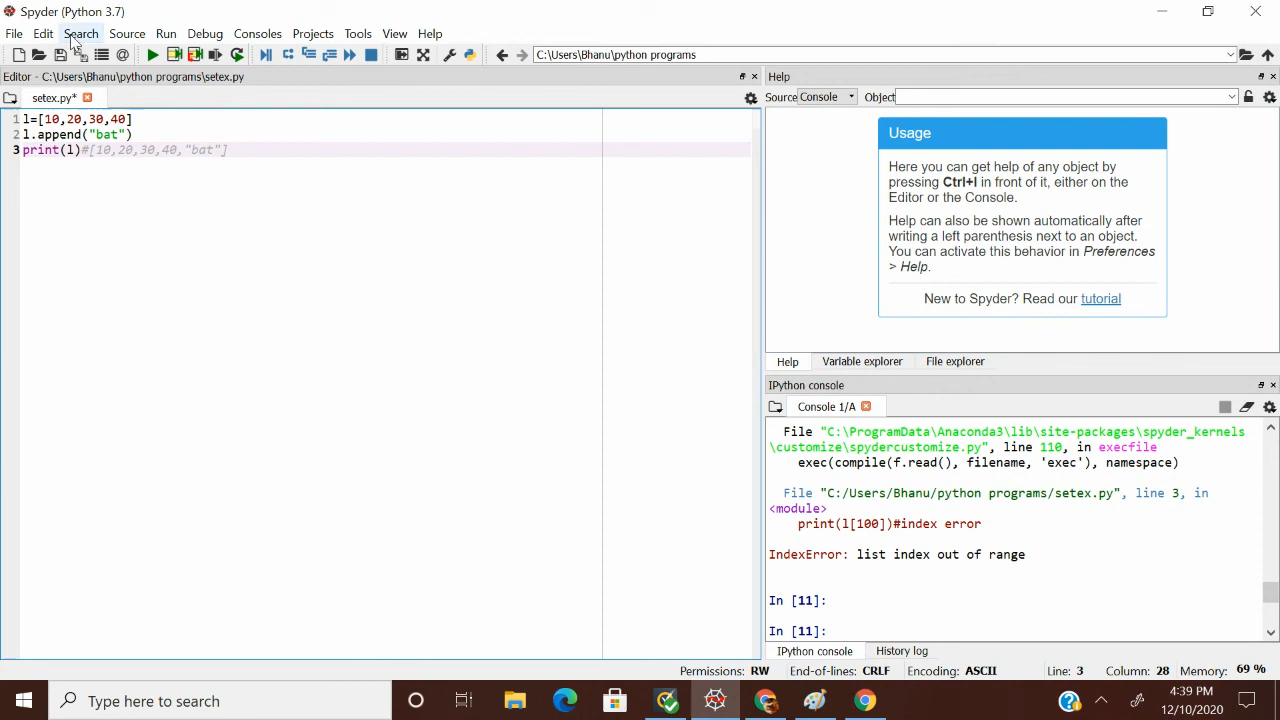 Spyder (Python 3.7)
File Edit Search Source Run Debug Consoles Projects Tools View Help
C:\Users\Bhanu\python programs
Editor - C:\Users\Bhanu\python programs\setex.py
setex.py*
1 l=[10,20,30,40]
2 l.append("bat")
3 print(l)#[10,20,30,40,"bat"]
Help
Source Console Object
Usage
Here you can get help of any object by
pressing Ctrl+I in front of it, either on the
Editor or the Console.
Help can also be shown automatically after
writing a left parenthesis next to an object.
You can activate this behavior in Preferences
> Help.
New to Spyder? Read our tutorial
Help Variable explorer File explorer
IPython console
Console 1/A
File "C:\ProgramData\Anaconda3\lib\site-packages\spyder_kernels
\customize\spydercustomize.py", line 110, in execfile
exec(compile(f.read(), filename, 'exec'), namespace)
File "C:/Users/Bhanu/python programs/setex.py", line 3, in
<module>
print(l[100])#index error
IndexError: list index out of range
In [11]:
In [11]:
IPython console History log
Permissions: RW End-of-lines: CRLF Encoding: ASCII Line: 3 Column: 28 Memory: 69 %
Type here to search
4:39 PM
12/10/2020